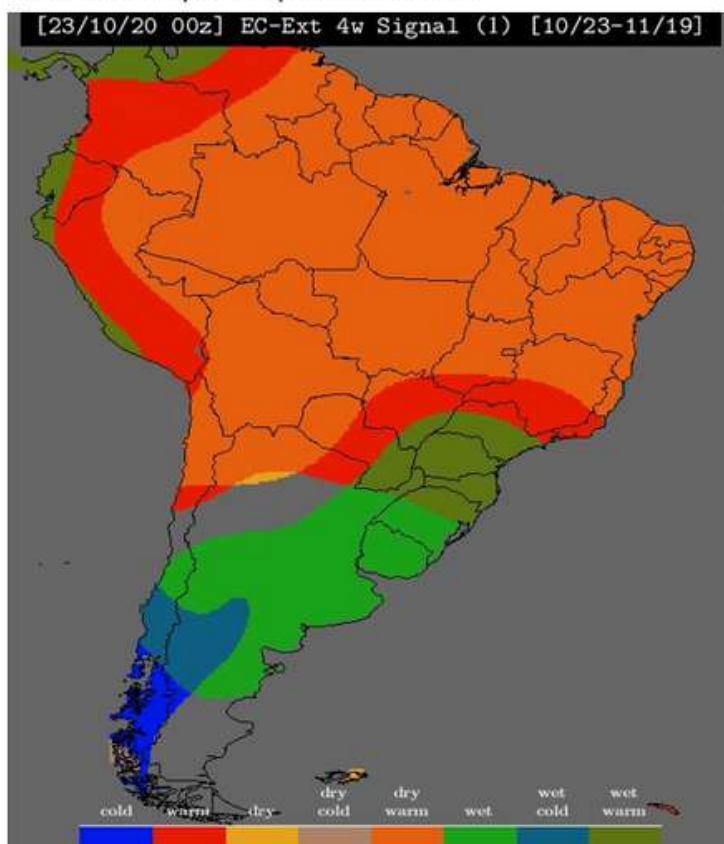 [23/10/20 00z] EC-Ext 4w Signal (l) [10/23-11/19]
dry dry wet wet
cold warm dry cold warm wet cold warm